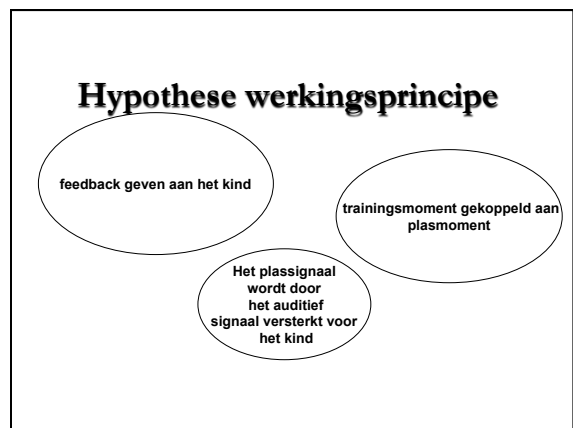 Hypothese werkingsprincipe
feedback geven aan het kind
trainingsmoment gekoppeld aan
plasmoment
Het plassignaal
wordt door
het auditief
signaal versterkt voor
het kind